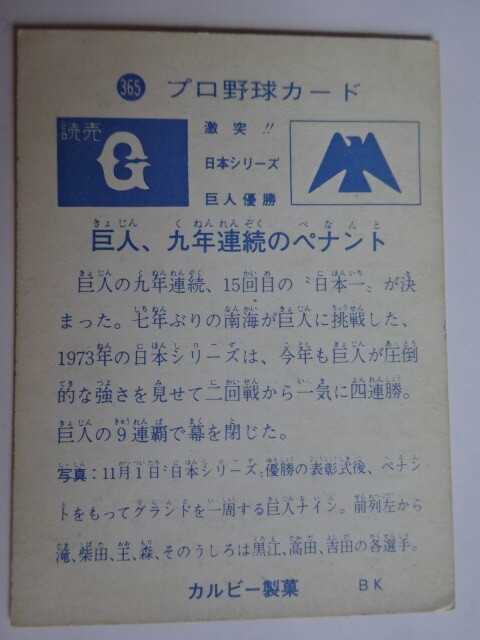 365 プロ野球カード
読売 G
激突!!
日本シリーズ
巨人優勝
巨人、九年連続のペナント
巨人の九年連続、15回目の〝日本一〟が決
まった。七年ぶりの南海が巨人に挑戦した、
1973年の日本シリーズは、今年も巨人が圧倒
的な強さを見せて二回戦から一気に四連勝。
巨人の9連覇で幕を閉じた。
写真:11月1日〝日本シリーズ〟優勝の表彰式後、ペナン
トをもってグランドを一周する巨人ナイン。前列左から
滝、柴田、王、森、そのうしろは黒江、高田、吉田の各選手。
カルビー製菓 BK